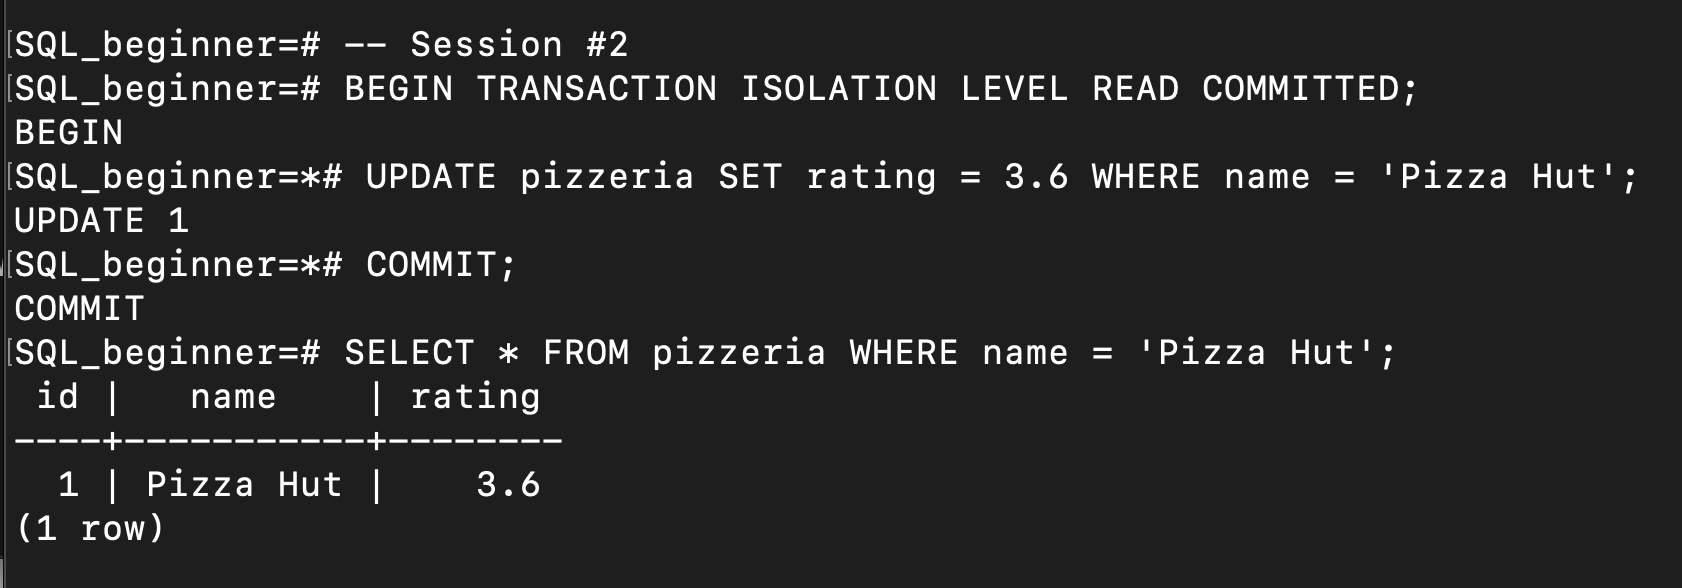 SQL_beginner=# -- Session #2
SQL_beginner=# BEGIN TRANSACTION ISOLATION LEVEL READ COMMITTED;
BEGIN
SQL_beginner=*# UPDATE pizzeria SET rating = 3.6 WHERE name = 'Pizza Hut';
UPDATE 1
SQL_beginner=*# COMMIT;
COMMIT
SQL_beginner=# SELECT * FROM pizzeria WHERE name = 'Pizza Hut';
 id |   name    | rating
----+-----------+--------
  1 | Pizza Hut |    3.6
(1 row)